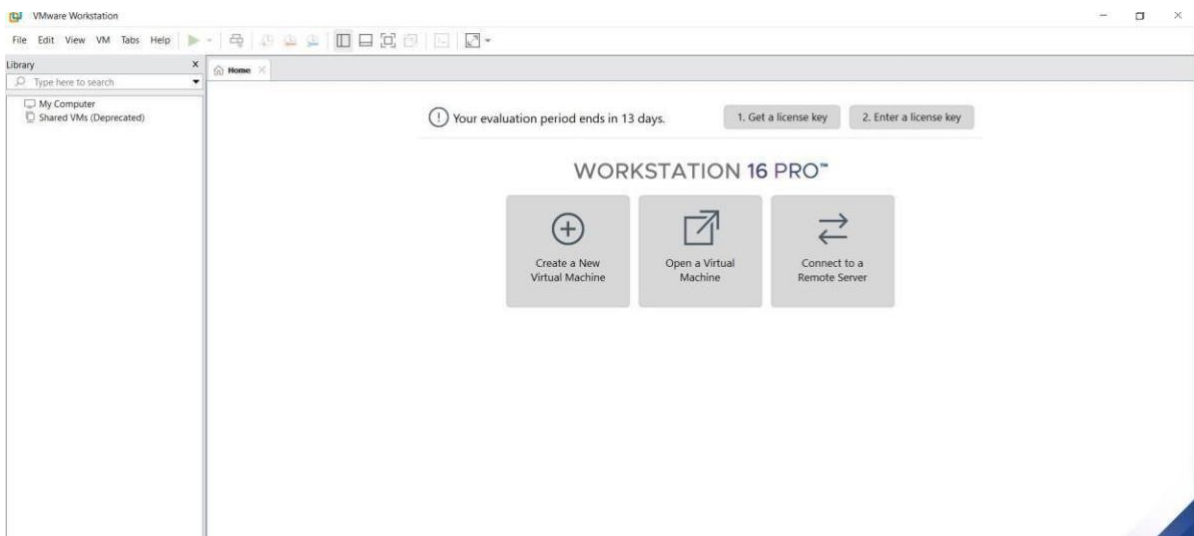 VMware Workstation
File Edit View VM Tabs Help
Library
Type here to search
My Computer
Shared VMs (Deprecated)
Home
Your evaluation period ends in 13 days.
1. Get a license key
2. Enter a license key
WORKSTATION 16 PRO™
Create a New
Virtual Machine
Open a Virtual
Machine
Connect to a
Remote Server